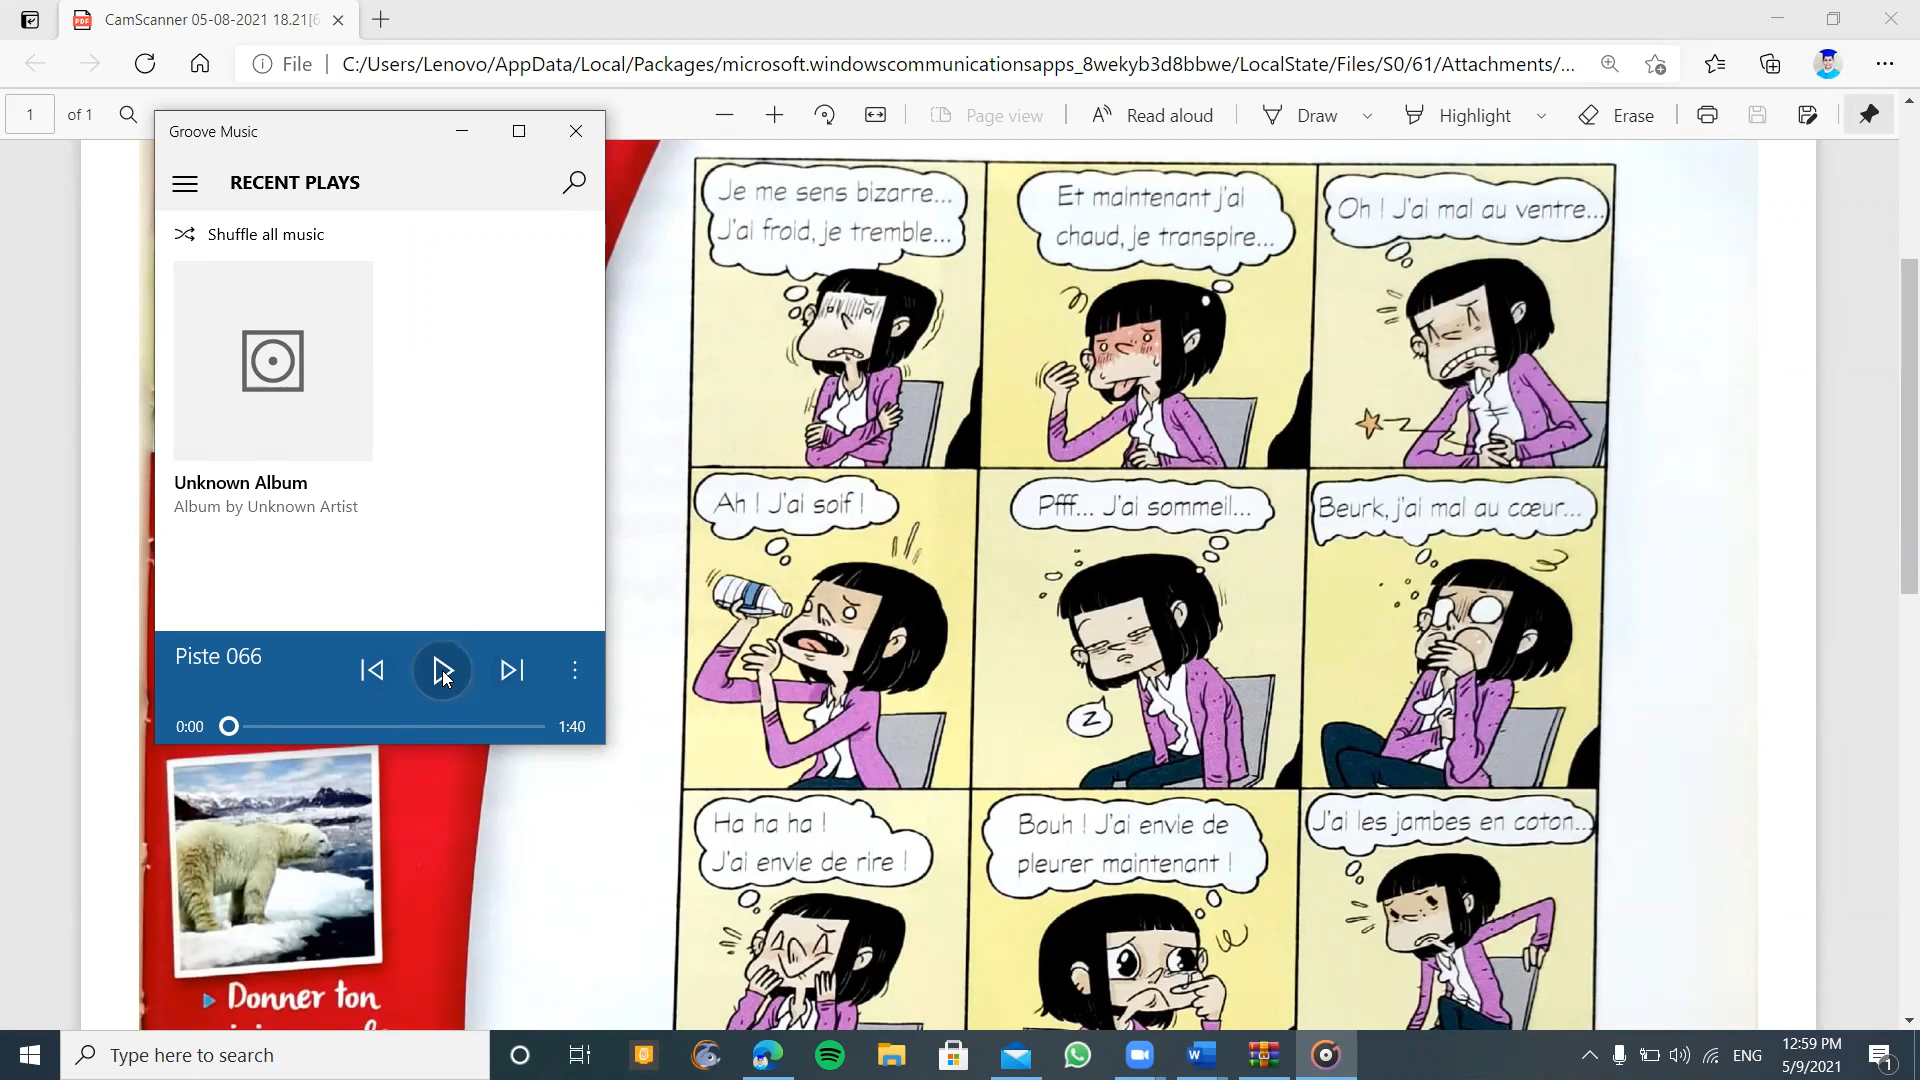 CamScanner 05-08-2021 18.21[6
File
C:/Users/Lenovo/AppData/Local/Packages/microsoft.windowscommunicationsapps_8wekyb3d8bbwe/LocalState/Files/S0/61/Attachments/...
1 of 1
Page view
Read aloud
Draw
Highlight
Erase
Groove Music
RECENT PLAYS
Shuffle all music
Unknown Album
Album by Unknown Artist
Piste 066
0:00
1:40
Je me sens bizarre...
J'ai froid, je tremble...
Et maintenant j'ai
chaud, je transpire...
Oh ! J'ai mal au ventre...
Ah ! J'ai soif !
Pfff... J'ai sommeil...
Z
Beurk, j'ai mal au cœur...
Ha ha ha !
J'ai envie de rire !
Bouh ! J'ai envie de
pleurer maintenant !
J'ai les jambes en coton...
Donner ton
Type here to search
ENG
12:59 PM
5/9/2021
1